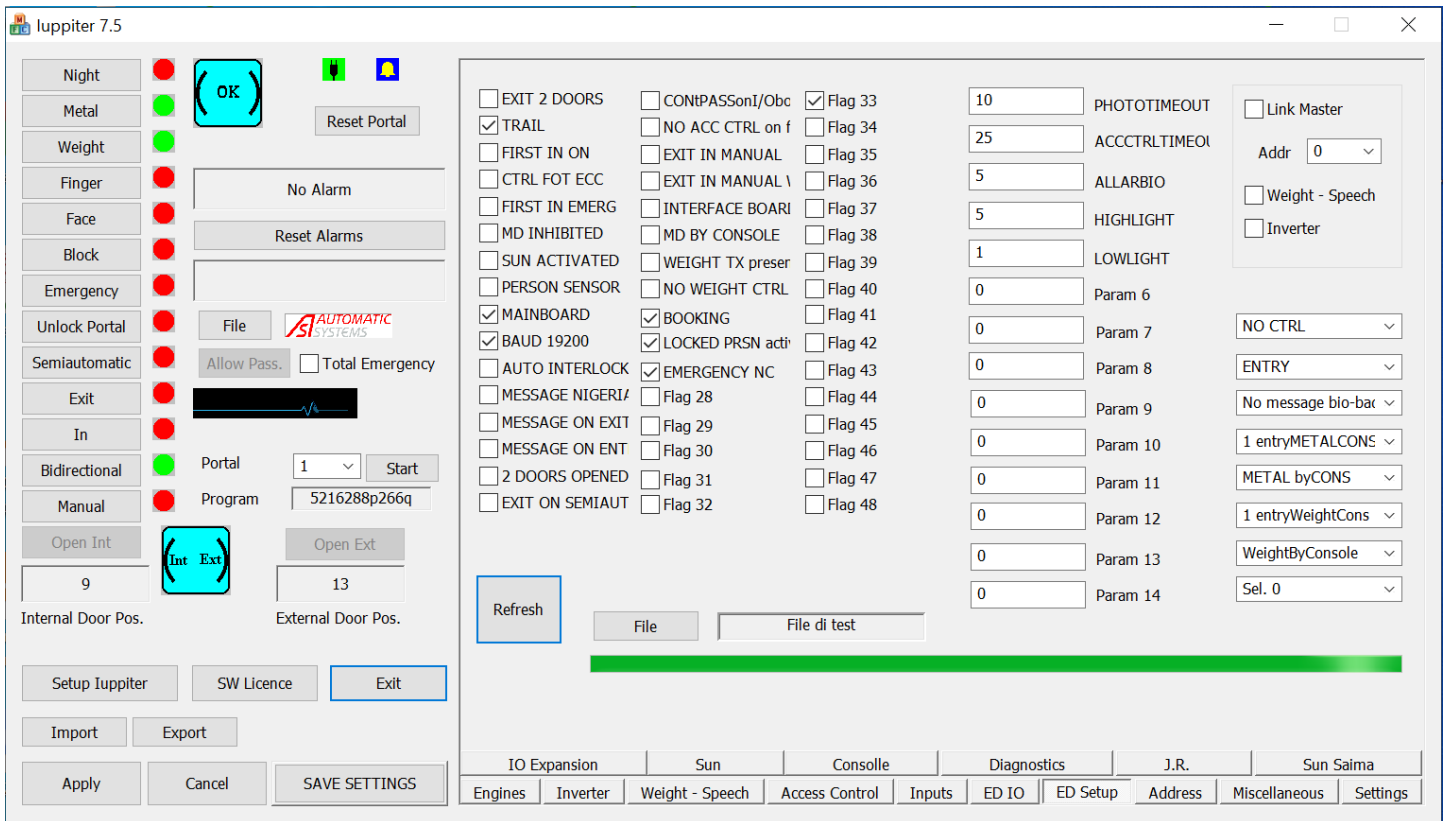 Iuppiter 7.5
Night
Metal
Weight
Finger
Face
Block
Emergency
Unlock Portal
Semiautomatic
Exit
In
Bidirectional
Manual
Open Int
9
Internal Door Pos.
OK
Reset Portal
No Alarm
Reset Alarms
File
AUTOMATIC
SYSTEMS
Allow Pass.
Total Emergency
Portal
1
Start
Program
5216288p266q
Int Ext
Open Ext
13
External Door Pos.
Setup Iuppiter
SW Licence
Exit
Import
Export
Apply
Cancel
SAVE SETTINGS
EXIT 2 DOORS
TRAIL
FIRST IN ON
CTRL FOT ECC
FIRST IN EMERG
MD INHIBITED
SUN ACTIVATED
PERSON SENSOR
MAINBOARD
BAUD 19200
AUTO INTERLOCK
MESSAGE NIGERIA
MESSAGE ON EXIT
MESSAGE ON ENT
2 DOORS OPENED
EXIT ON SEMIAUT
CONtPASSonI/Obo
NO ACC CTRL on f
EXIT IN MANUAL
EXIT IN MANUAL \
INTERFACE BOARI
MD BY CONSOLE
WEIGHT TX preser
NO WEIGHT CTRL
BOOKING
LOCKED PRSN acti
EMERGENCY NC
Flag 28
Flag 29
Flag 30
Flag 31
Flag 32
Flag 33
Flag 34
Flag 35
Flag 36
Flag 37
Flag 38
Flag 39
Flag 40
Flag 41
Flag 42
Flag 43
Flag 44
Flag 45
Flag 46
Flag 47
Flag 48
10 PHOTOTIMEOUT
25 ACCCTRLTIMEOU
5 ALLARBIO
5 HIGHLIGHT
1 LOWLIGHT
0 Param 6
0 Param 7
0 Param 8
0 Param 9
0 Param 10
0 Param 11
0 Param 12
0 Param 13
0 Param 14
Link Master
Addr 0
Weight - Speech
Inverter
NO CTRL
ENTRY
No message bio-bac
1 entryMETALCONS
METAL byCONS
1 entryWeightCons
WeightByConsole
Sel. 0
Refresh
File
File di test
IO Expansion
Sun
Consolle
Diagnostics
J.R.
Sun Saima
Engines
Inverter
Weight - Speech
Access Control
Inputs
ED IO
ED Setup
Address
Miscellaneous
Settings